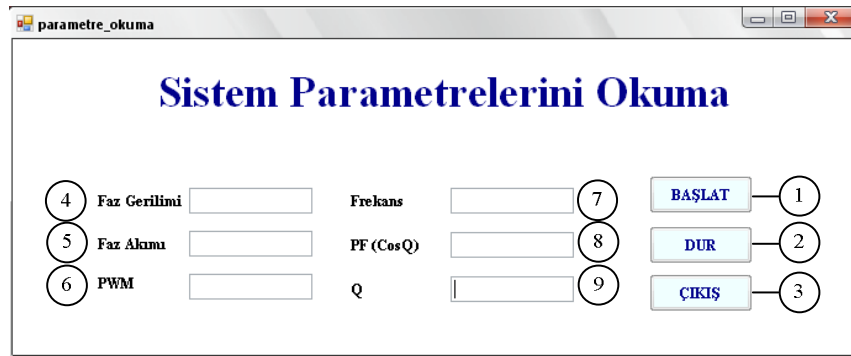 parametre_okuma
Sistem Parametrelerini Okuma
4 Faz Gerilimi Frekans 7 BAŞLAT 1
5 Faz Akımı PF (CosQ) 8 DUR 2
6 PWM Q 9 ÇIKIŞ 3